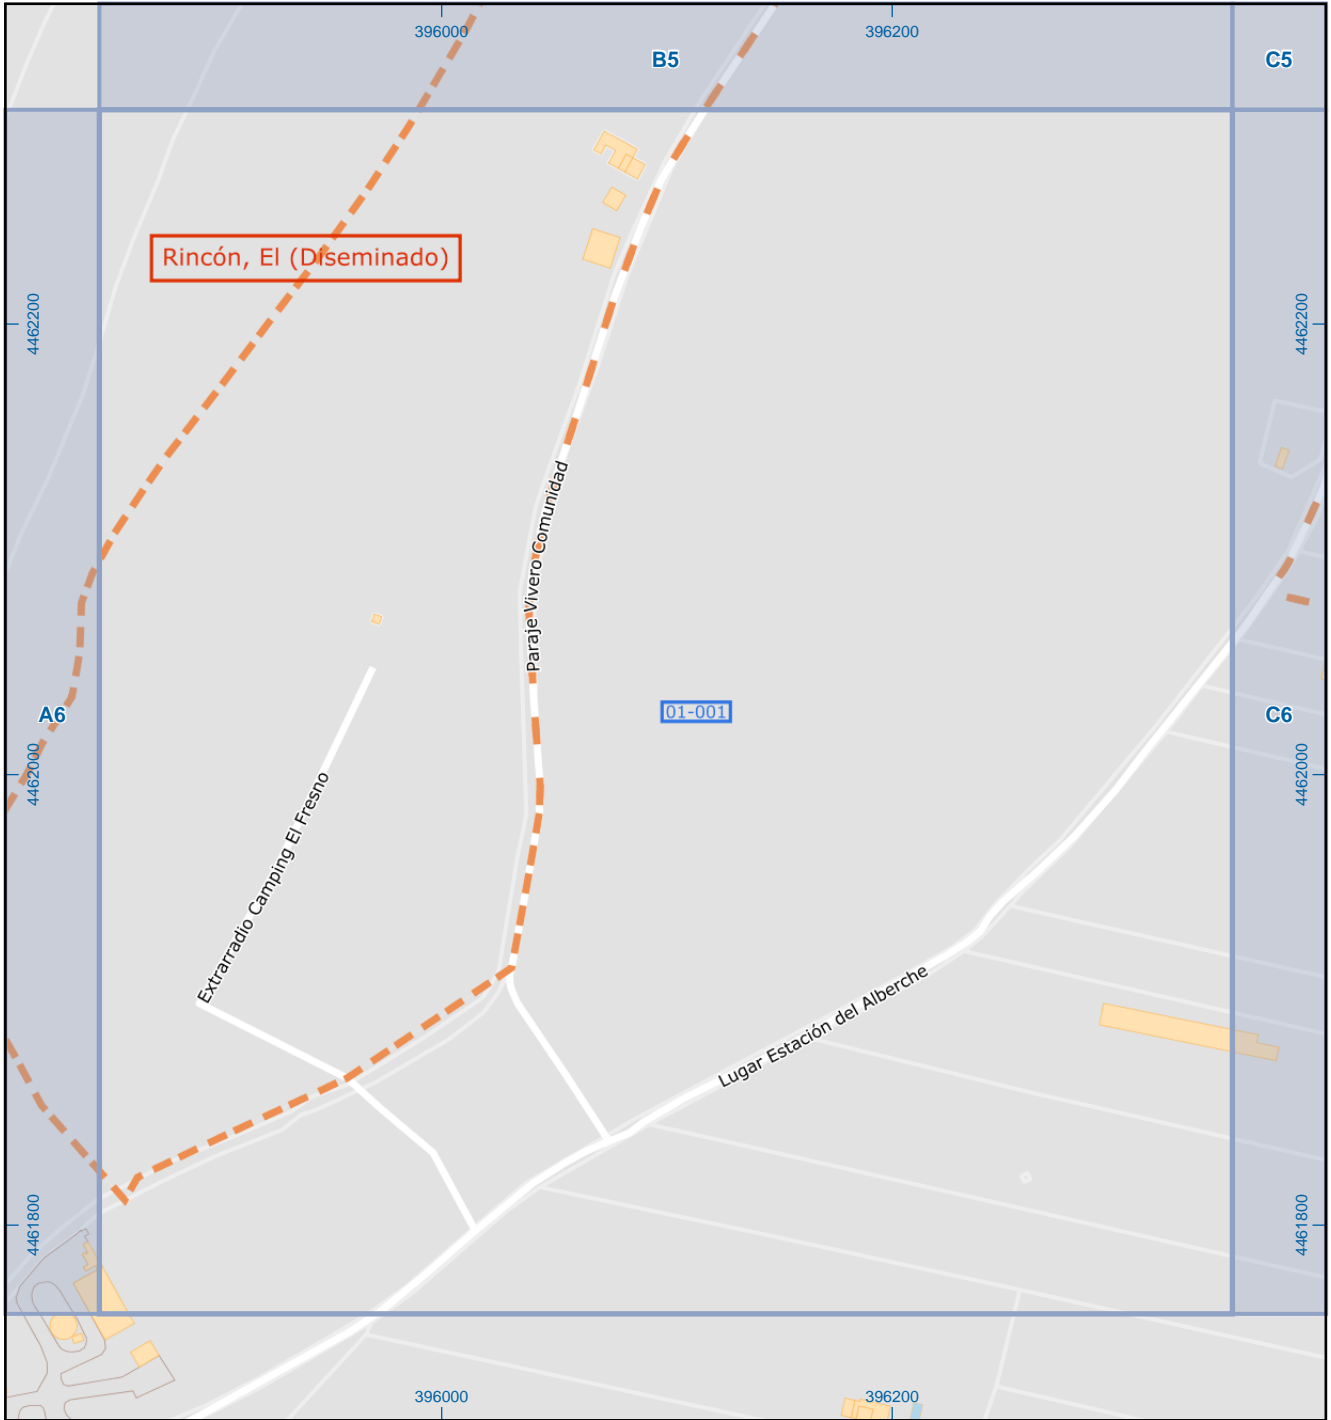 396000
396200
B5
C5
Rincón, El (Diseminado)
4462200
4462200
Paraje Vivero Comunidad
A6
01-001
C6
4462000
4462000
Extrarradio Camping El Fresno
Lugar Estación del Alberche
4461800
4461800
396000
396200